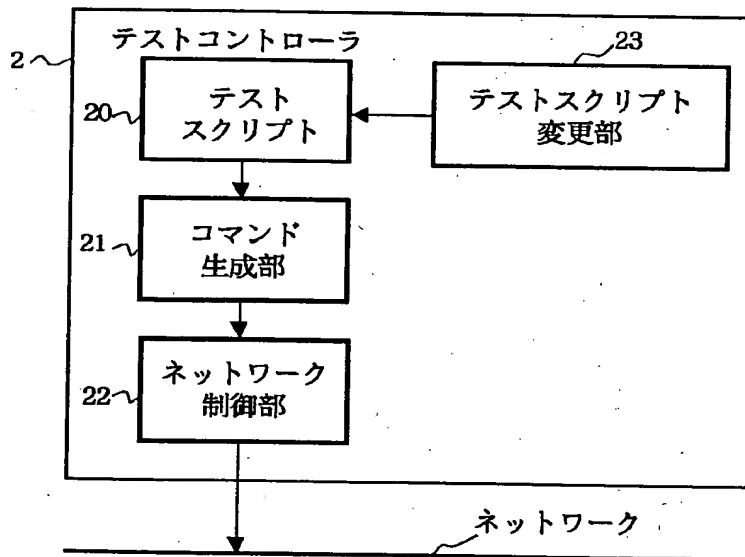 テストコントローラ
2
23
20
テスト
スクリプト
テストスクリプト
変更部
21
コマンド
生成部
22
ネットワーク
制御部
ネットワーク